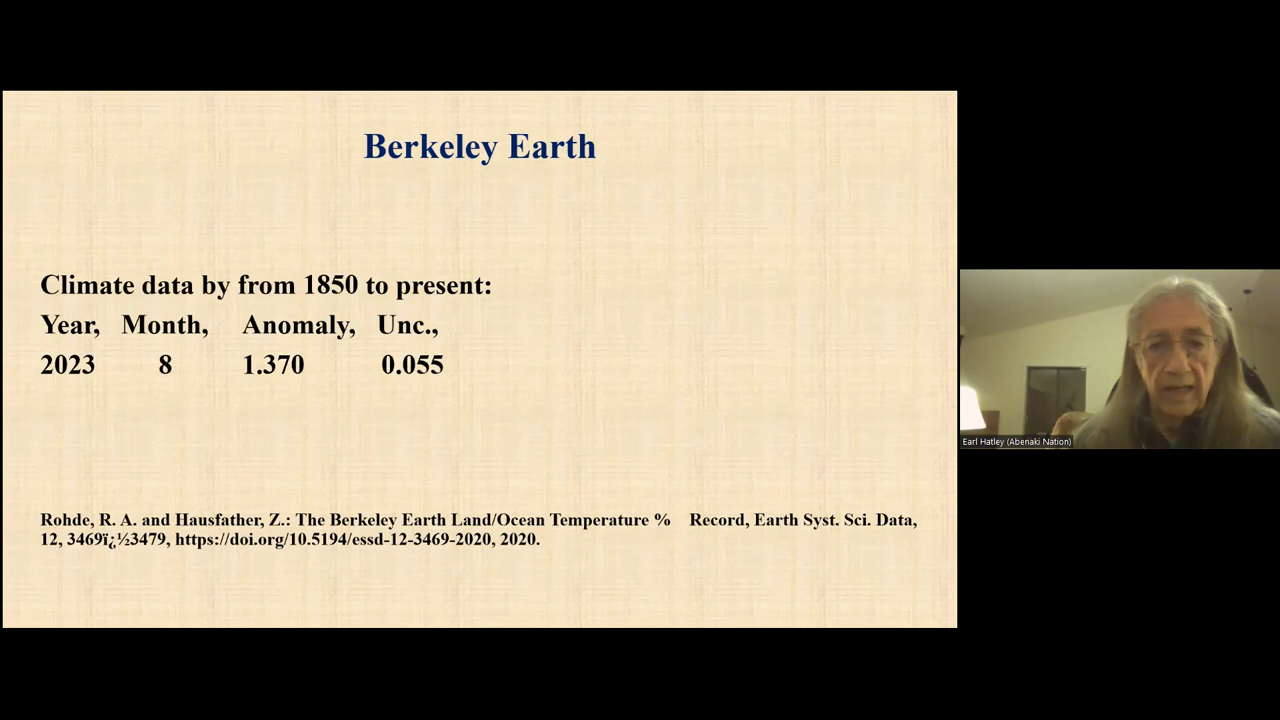 Berkeley Earth
Climate data by from 1850 to present:
Year, Month, Anomaly, Unc.,
2023 8 1.370 0.055
Rohde, R. A. and Hausfather, Z.: The Berkeley Earth Land/Ocean Temperature % Record, Earth Syst. Sci. Data,
12, 3469ï¿½3479, https://doi.org/10.5194/essd-12-3469-2020, 2020.
Earl Hatley (Abenaki Nation)